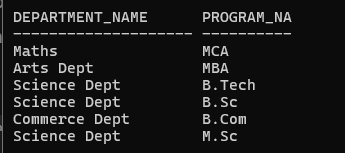 DEPARTMENT_NAME      PROGRAM_NA
-------------------- ----------
Maths                MCA
Arts Dept            MBA
Science Dept         B.Tech
Science Dept         B.Sc
Commerce Dept        B.Com
Science Dept         M.Sc